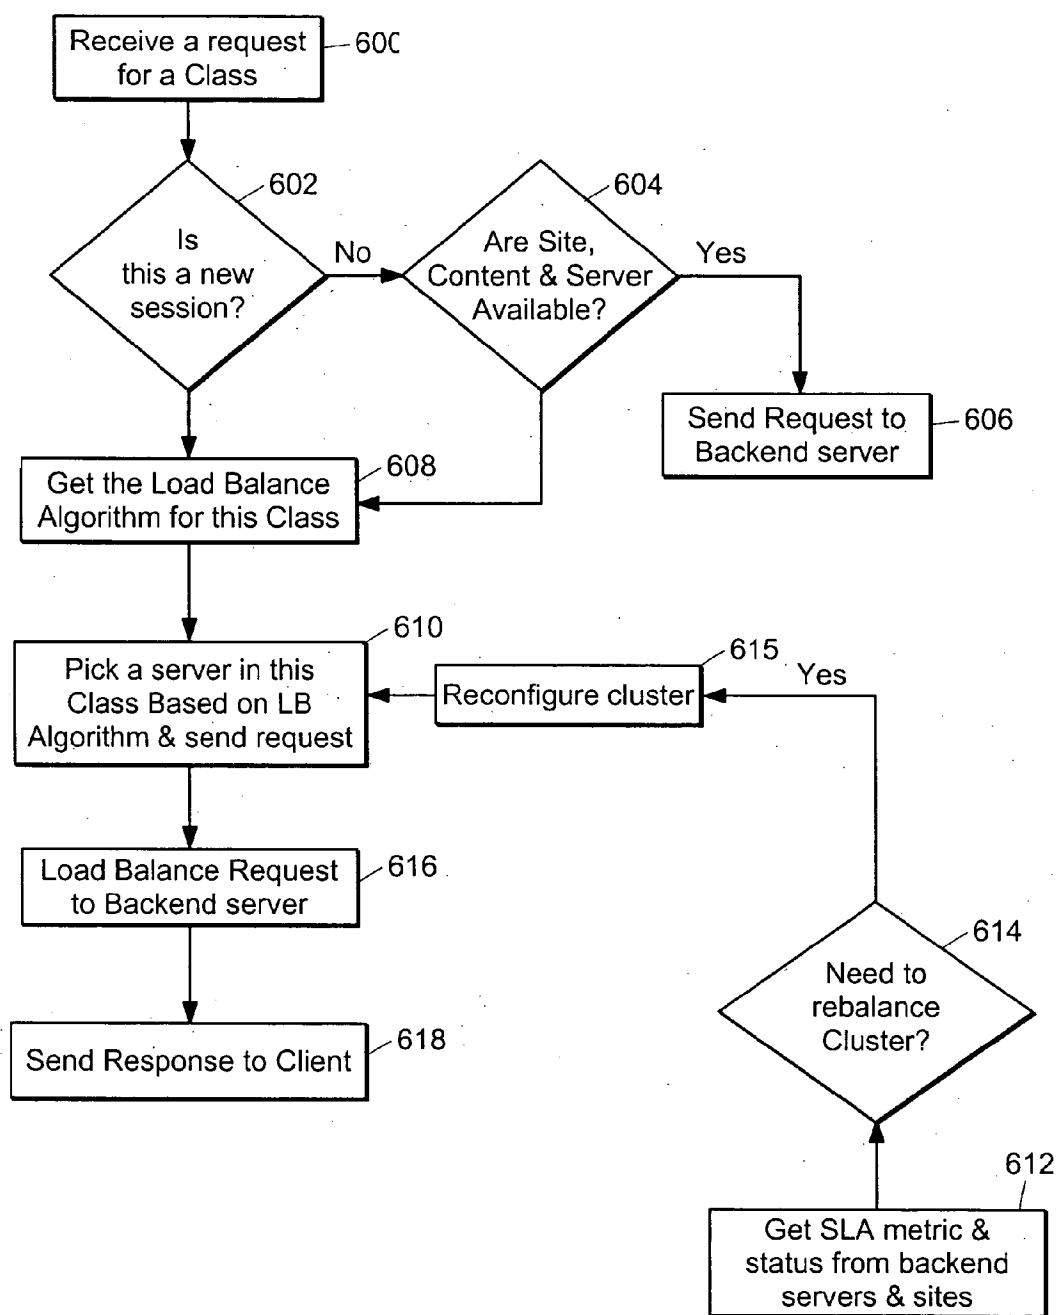 Receive a request
for a Class
600
Is
this a new
session?
602
No
Are Site,
Content & Server
Available?
604
Yes
Send Request to
Backend server
606
Get the Load Balance
Algorithm for this Class
608
Pick a server in this
Class Based on LB
Algorithm & send request
610
Reconfigure cluster
615
Yes
Load Balance Request
to Backend server
616
Need to
rebalance
Cluster?
614
Send Response to Client
618
Get SLA metric &
status from backend
servers & sites
612